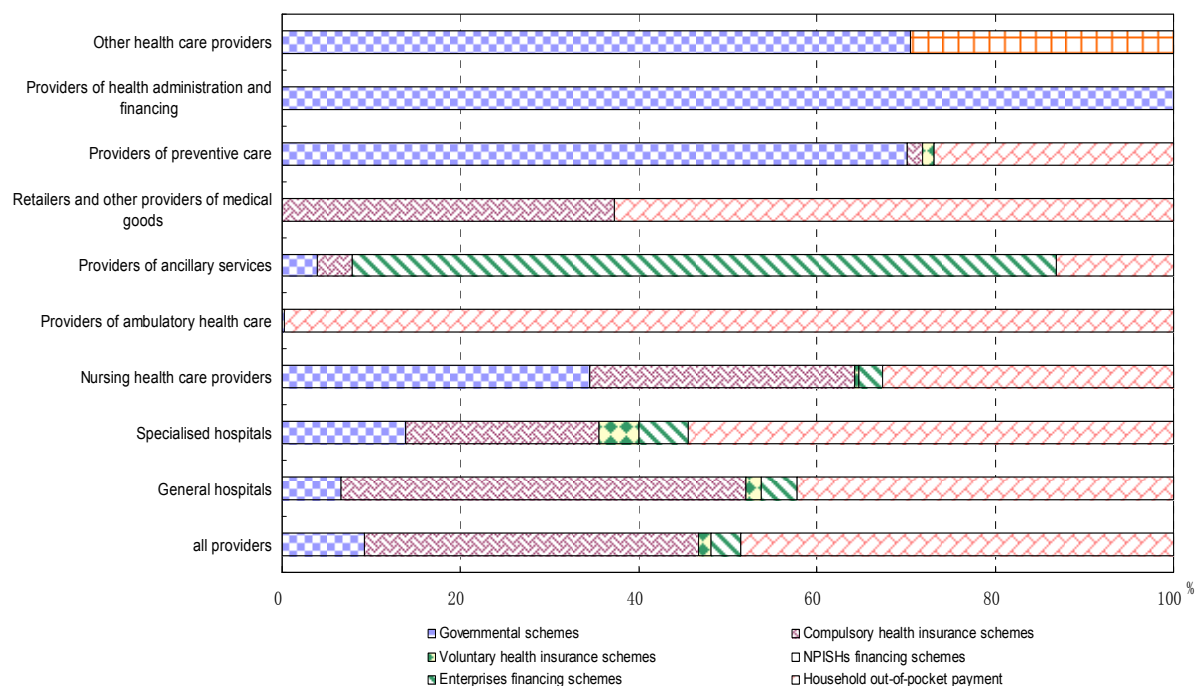 Other health care providers
Providers of health administration and
financing
Providers of preventive care
Retailers and other providers of medical
goods
Providers of ancillary services
Providers of ambulatory health care
Nursing health care providers
Specialised hospitals
General hospitals
all providers
0 20 40 60 80 100 %
Governmental schemes Compulsory health insurance schemes
Voluntary health insurance schemes NPISHs financing schemes
Enterprises financing schemes Household out-of-pocket payment